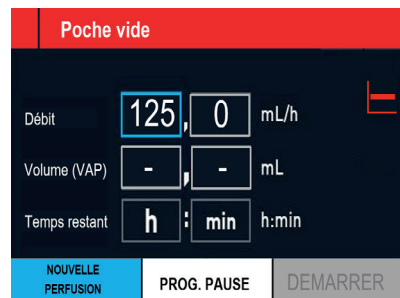 Poche vide
Débit 125 , 0 mL/h
Volume (VAP) - , - mL
Temps restant h : min h:min
NOUVELLE
PERFUSION PROG. PAUSE DEMARRER